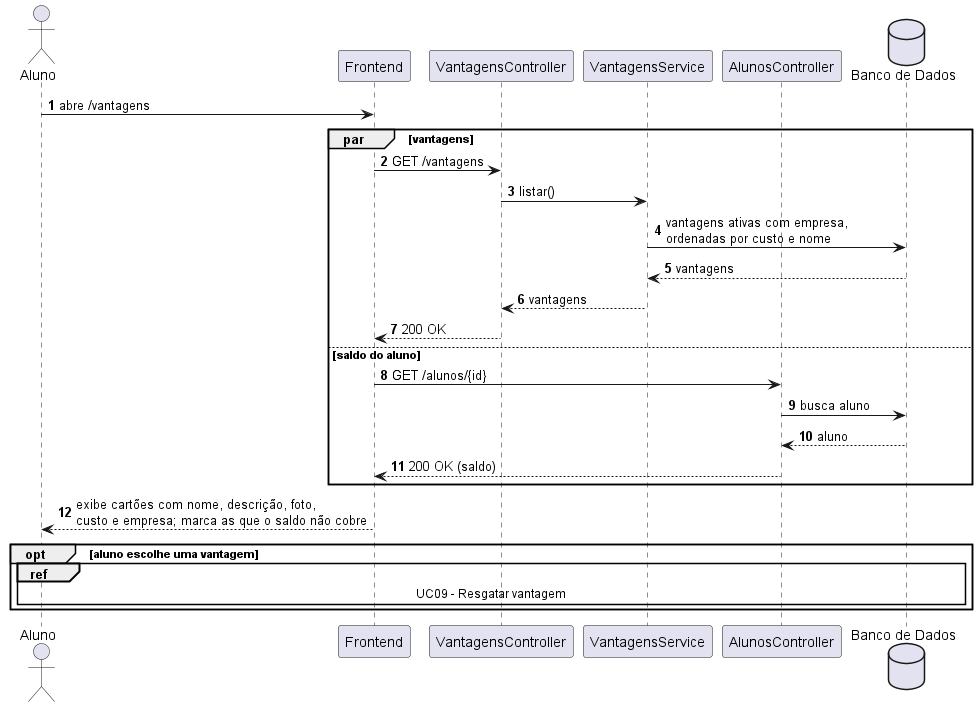 Aluno
Frontend
VantagensController
VantagensService
AlunosController
Banco de Dados
1 abre /vantagens
par [vantagens]
2 GET /vantagens
3 listar()
4 vantagens ativas com empresa,
ordenadas por custo e nome
5 vantagens
6 vantagens
7 200 OK
[saldo do aluno]
8 GET /alunos/{id}
9 busca aluno
10 aluno
11 200 OK (saldo)
12 exibe cartões com nome, descrição, foto,
custo e empresa; marca as que o saldo não cobre
opt [aluno escolhe uma vantagem]
ref
UC09 - Resgatar vantagem
Aluno
Frontend
VantagensController
VantagensService
AlunosController
Banco de Dados